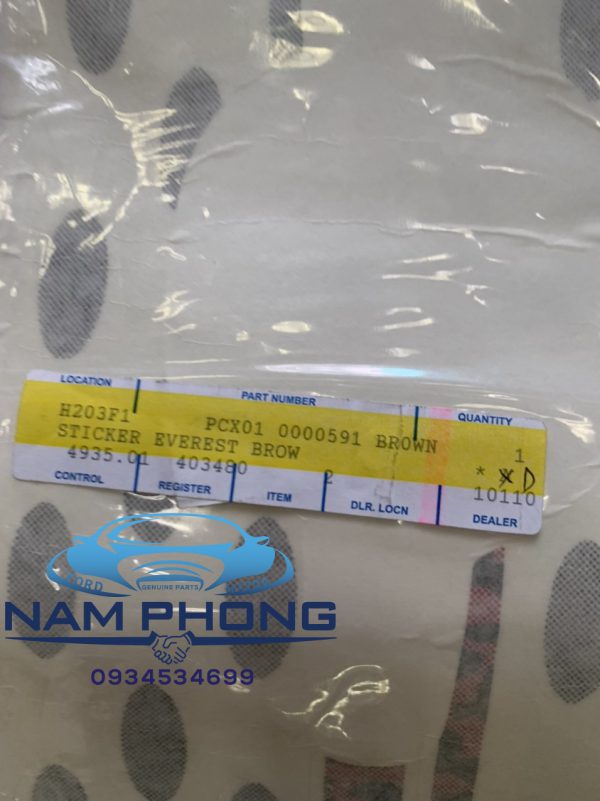 LOCATION PART NUMBER QUANTITY
H203F1 PCX01 0000591 BROWN 1
STICKER EVEREST BROW * D
4935.01 403480 2 10110
CONTROL REGISTER ITEM DLR. LOCN DEALER
FORD
GENUINE PARTS
NAM PHONG
0934534699